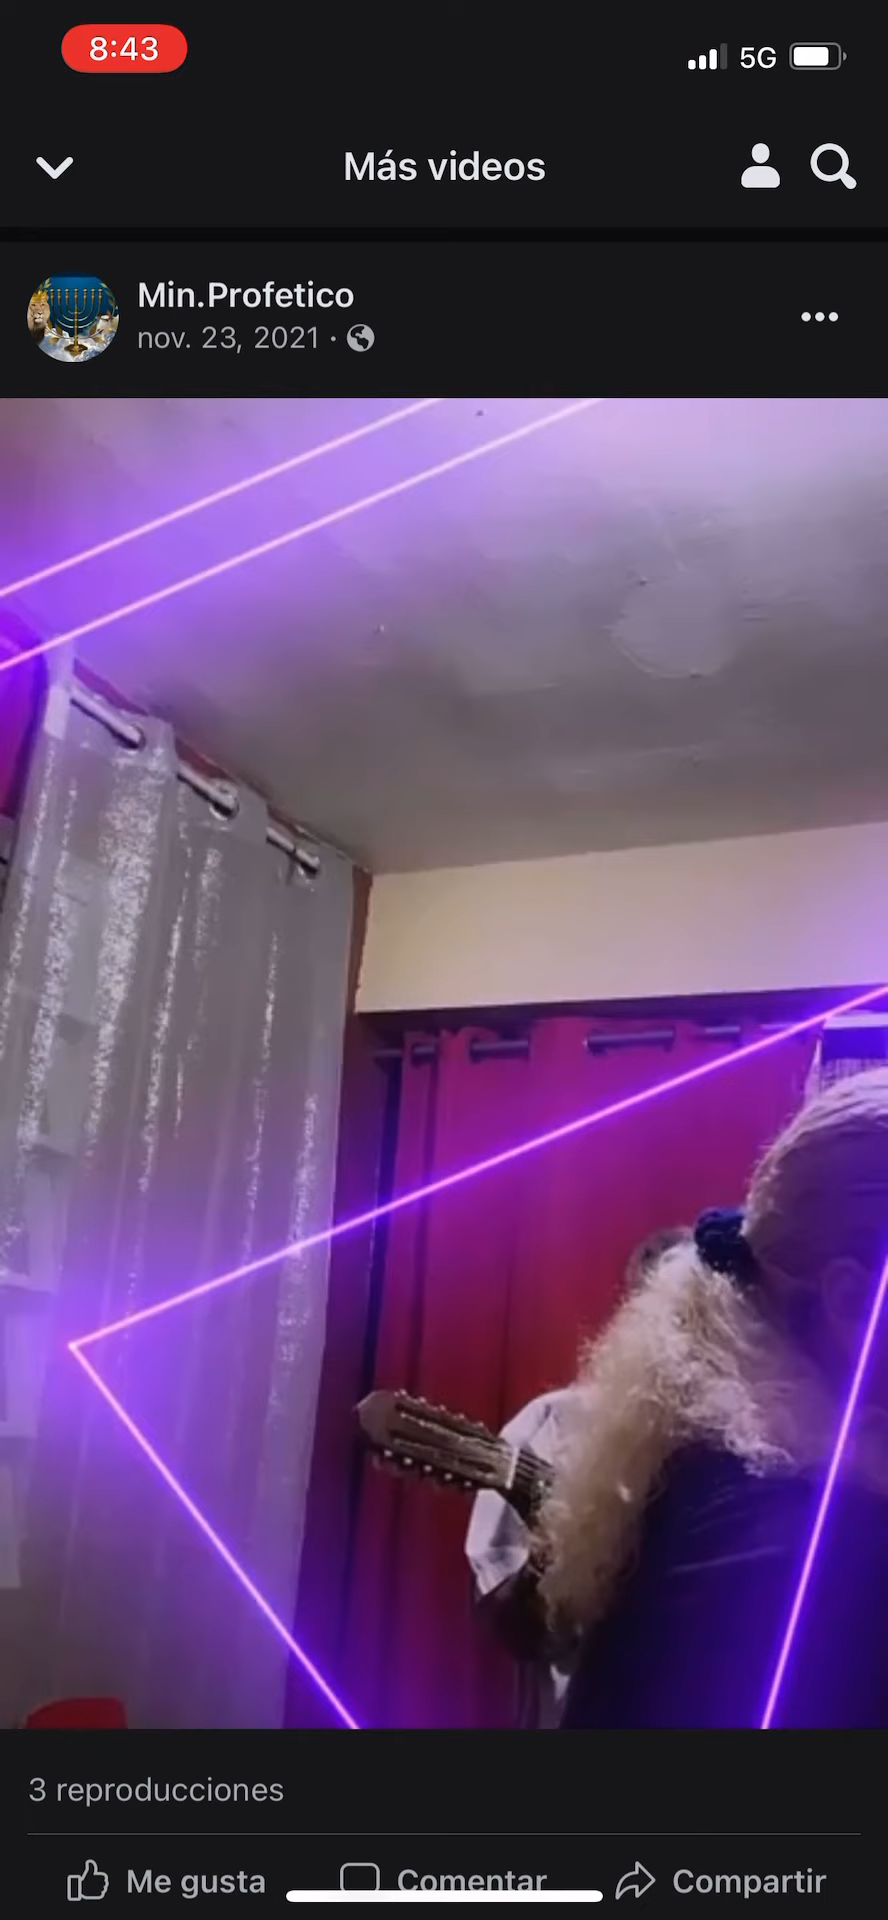 8:43
5G
Más videos
Min.Profetico
nov. 23, 2021 ·
3 reproducciones
Me gusta
Comentar
Compartir